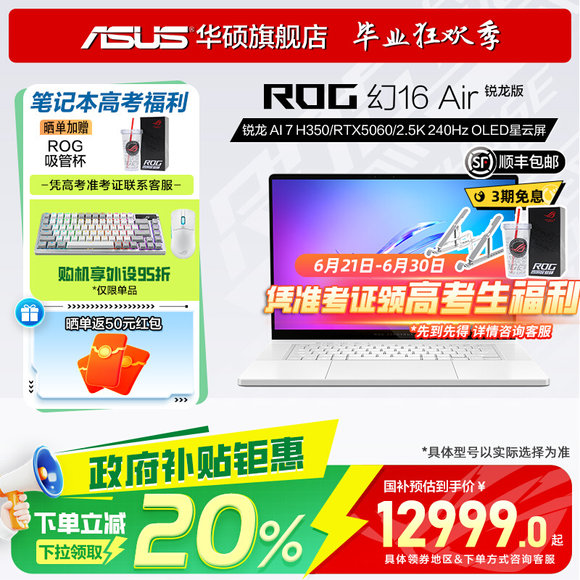 ASUS 华硕旗舰店 毕业狂欢季
笔记本高考福利
晒单加赠
ROG
吸管杯
凭高考准考证联系客服
购机享外设95折
*仅限单品
晒单返50元红包
ROG 幻16 Air 锐龙版
锐龙 AI 7 H350/RTX5060/2.5K 240Hz OLED星云屏
SF 顺丰包邮
3期免息
ROG
6月21日-6月30日
凭准考证领高考生福利
*先到先得 详情咨询客服
*具体型号以实际选择为准
政府补贴钜惠
下单立减
下拉领取
20%
国补预估到手价
¥12999.0起
具体领券地区&下单方式咨询客服